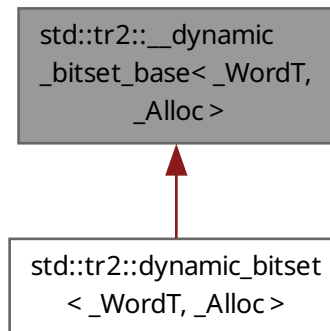 std::tr2::__dynamic
_bitset_base< _WordT,
_Alloc >
std::tr2::dynamic_bitset
< _WordT, _Alloc >